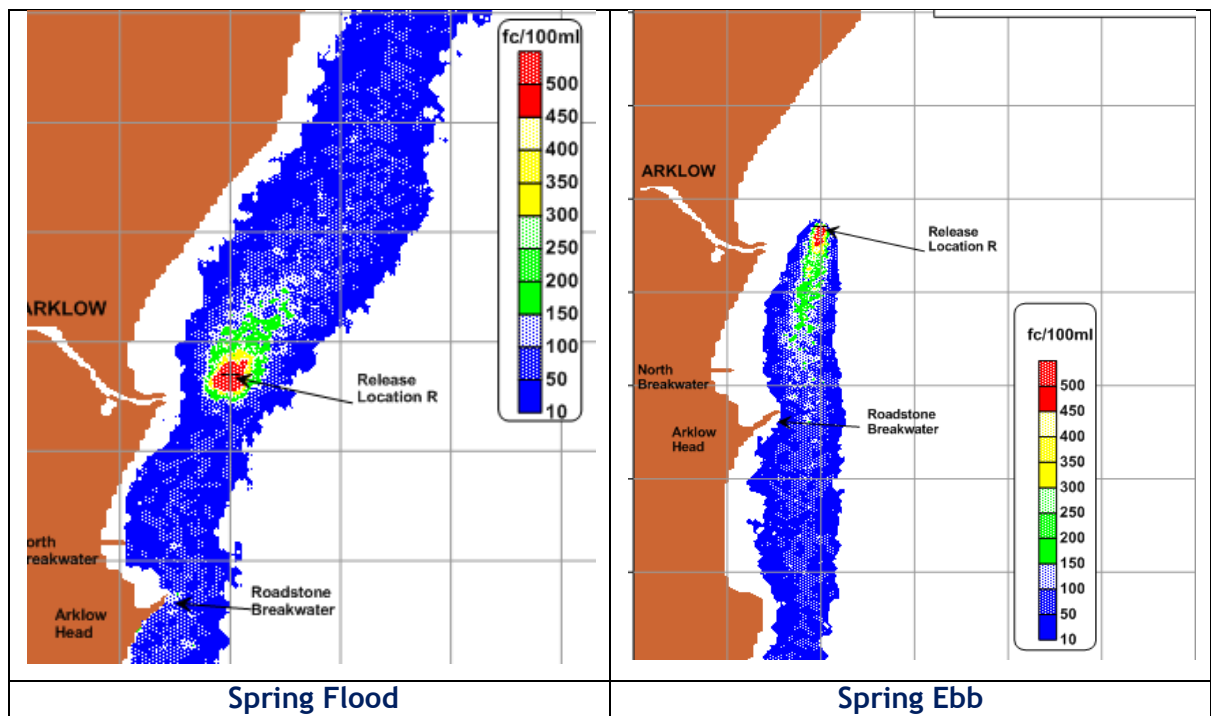 fc/100ml
500
450
400
350
300
250
200
150
100
50
10
ARKLOW
Release
Location R
orth
reakwater
Roadstone
Breakwater
Arklow
Head
Spring Flood
ARKLOW
Release
Location R
North
Breakwater
Roadstone
Breakwater
Arklow
Head
fc/100ml
500
450
400
350
300
250
200
150
100
50
10
Spring Ebb